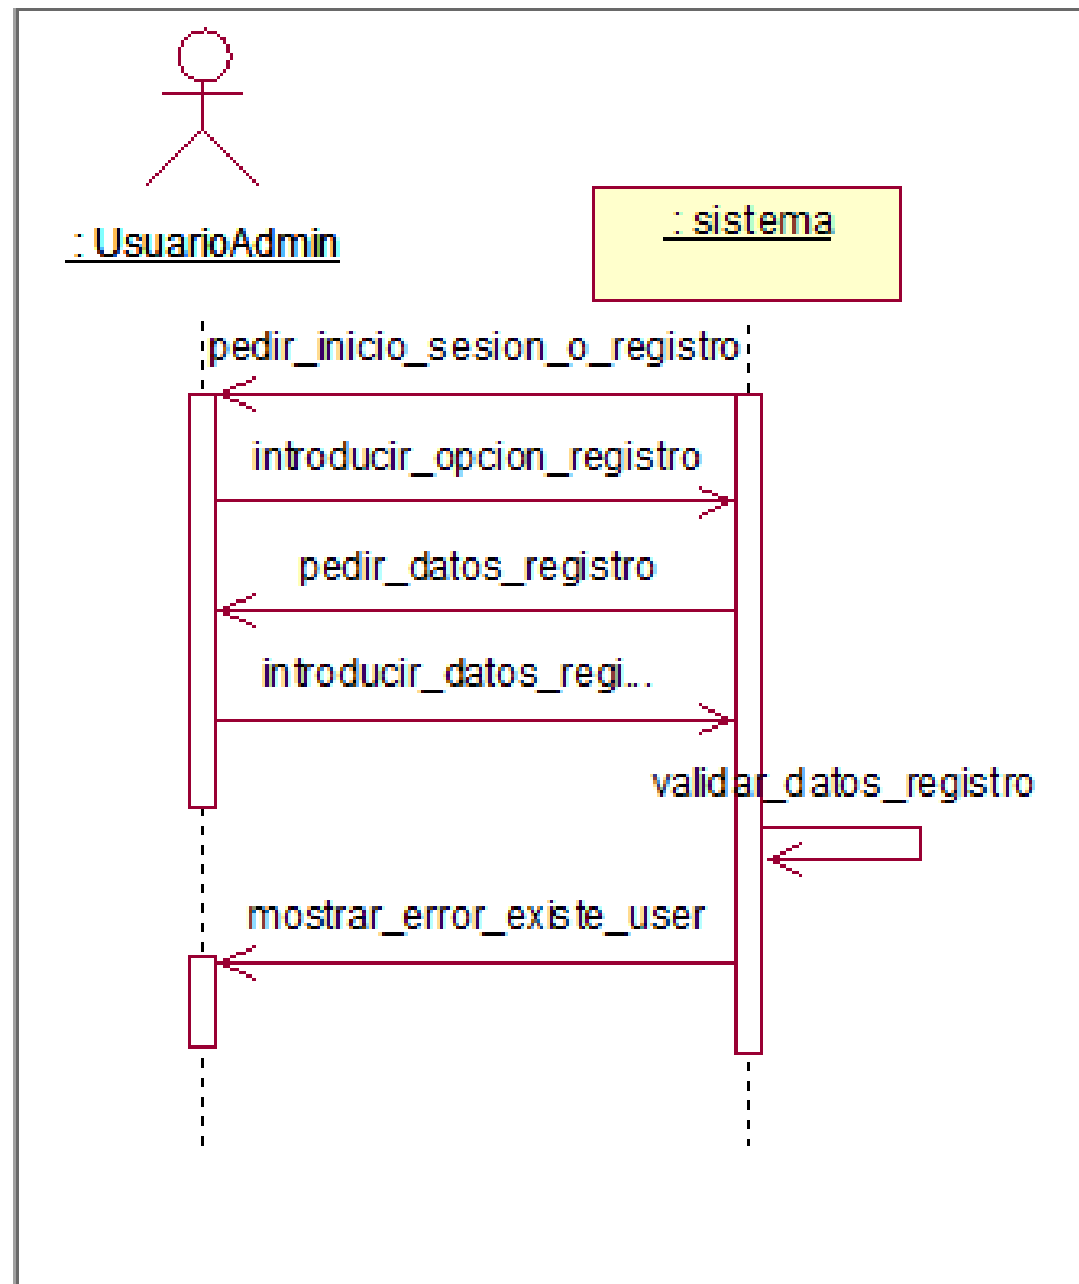 : UsuarioAdmin
: sistema
pedir_inicio_sesion_o_registro
introducir_opcion_registro
pedir_datos_registro
introducir_datos_regi...
validar_datos_registro
mostrar_error_existe_user